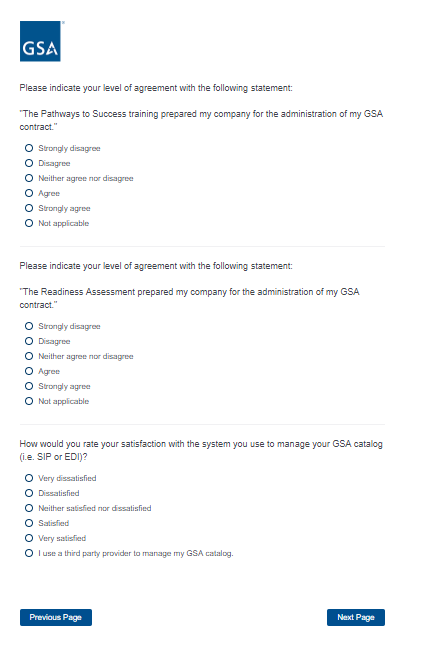 GSA
Please indicate your level of agreement with the following statement:
"The Pathways to Success training prepared my company for the administration of my GSA
contract."
Strongly disagree
Disagree
Neither agree nor disagree
Agree
Strongly agree
Not applicable
Please indicate your level of agreement with the following statement:
"The Readiness Assessment prepared my company for the administration of my GSA
contract."
Strongly disagree
Disagree
Neither agree nor disagree
Agree
Strongly agree
Not applicable
How would you rate your satisfaction with the system you use to manage your GSA catalog
(i.e. SIP or EDI)?
Very dissatisfied
Dissatisfied
Neither satisfied nor dissatisfied
Satisfied
Very satisfied
I use a third party provider to manage my GSA catalog.
Previous Page
Next Page